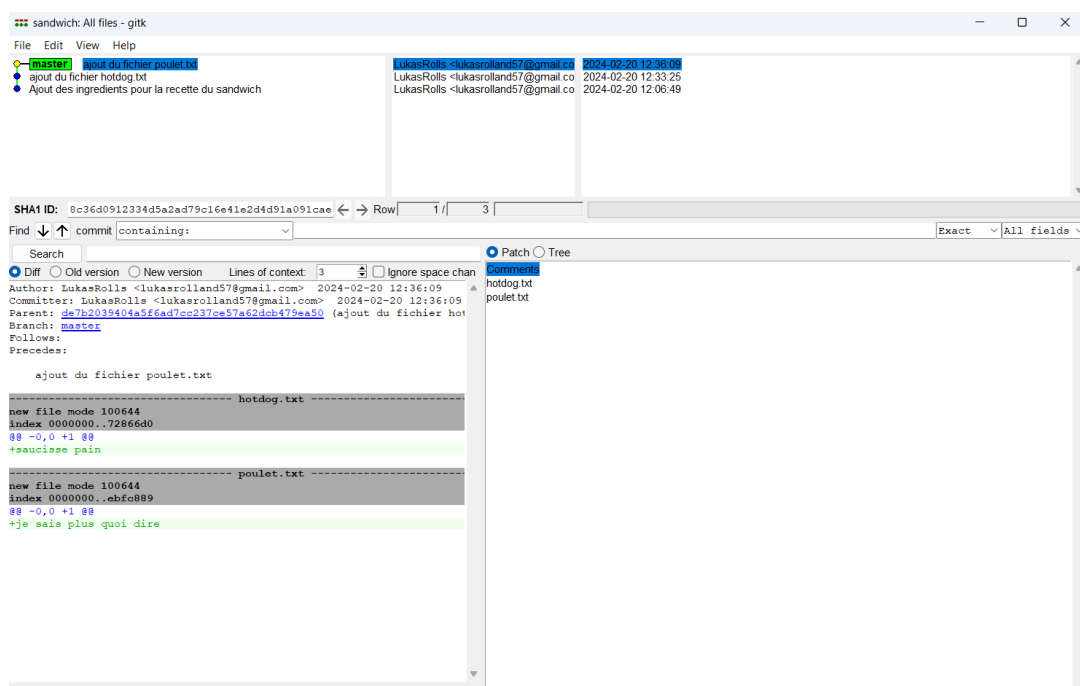 sandwich: All files - gitk
File Edit View Help
master ajout du fichier poulet.txt LukasRolls <lukasrolland57@gmail.co 2024-02-20 12:36:09
ajout du fichier hotdog.txt LukasRolls <lukasrolland57@gmail.co 2024-02-20 12:33:25
Ajout des ingredients pour la recette du sandwich LukasRolls <lukasrolland57@gmail.co 2024-02-20 12:06:49
SHA1 ID: 8c36d0912334d5a2ad79c16e41e2d4d91a091cae Row 1 / 3
Find commit containing: Exact All fields
Search
Patch Tree
Diff Old version New version Lines of context: 3 Ignore space chan
Author: LukasRolls <lukasrolland57@gmail.com> 2024-02-20 12:36:09
Committer: LukasRolls <lukasrolland57@gmail.com> 2024-02-20 12:36:09
Parent: de7b2039404a5f6ad7cc237ce57a62dcb479ea50 (ajout du fichier hot
Branch: master
Follows:
Precedes:
ajout du fichier poulet.txt
---------------------------------- hotdog.txt ------------------------
new file mode 100644
index 0000000..72866d0
@@ -0,0 +1 @@
+saucisse pain
---------------------------------- poulet.txt ------------------------
new file mode 100644
index 0000000..ebfc889
@@ -0,0 +1 @@
+je sais plus quoi dire
Comments
hotdog.txt
poulet.txt